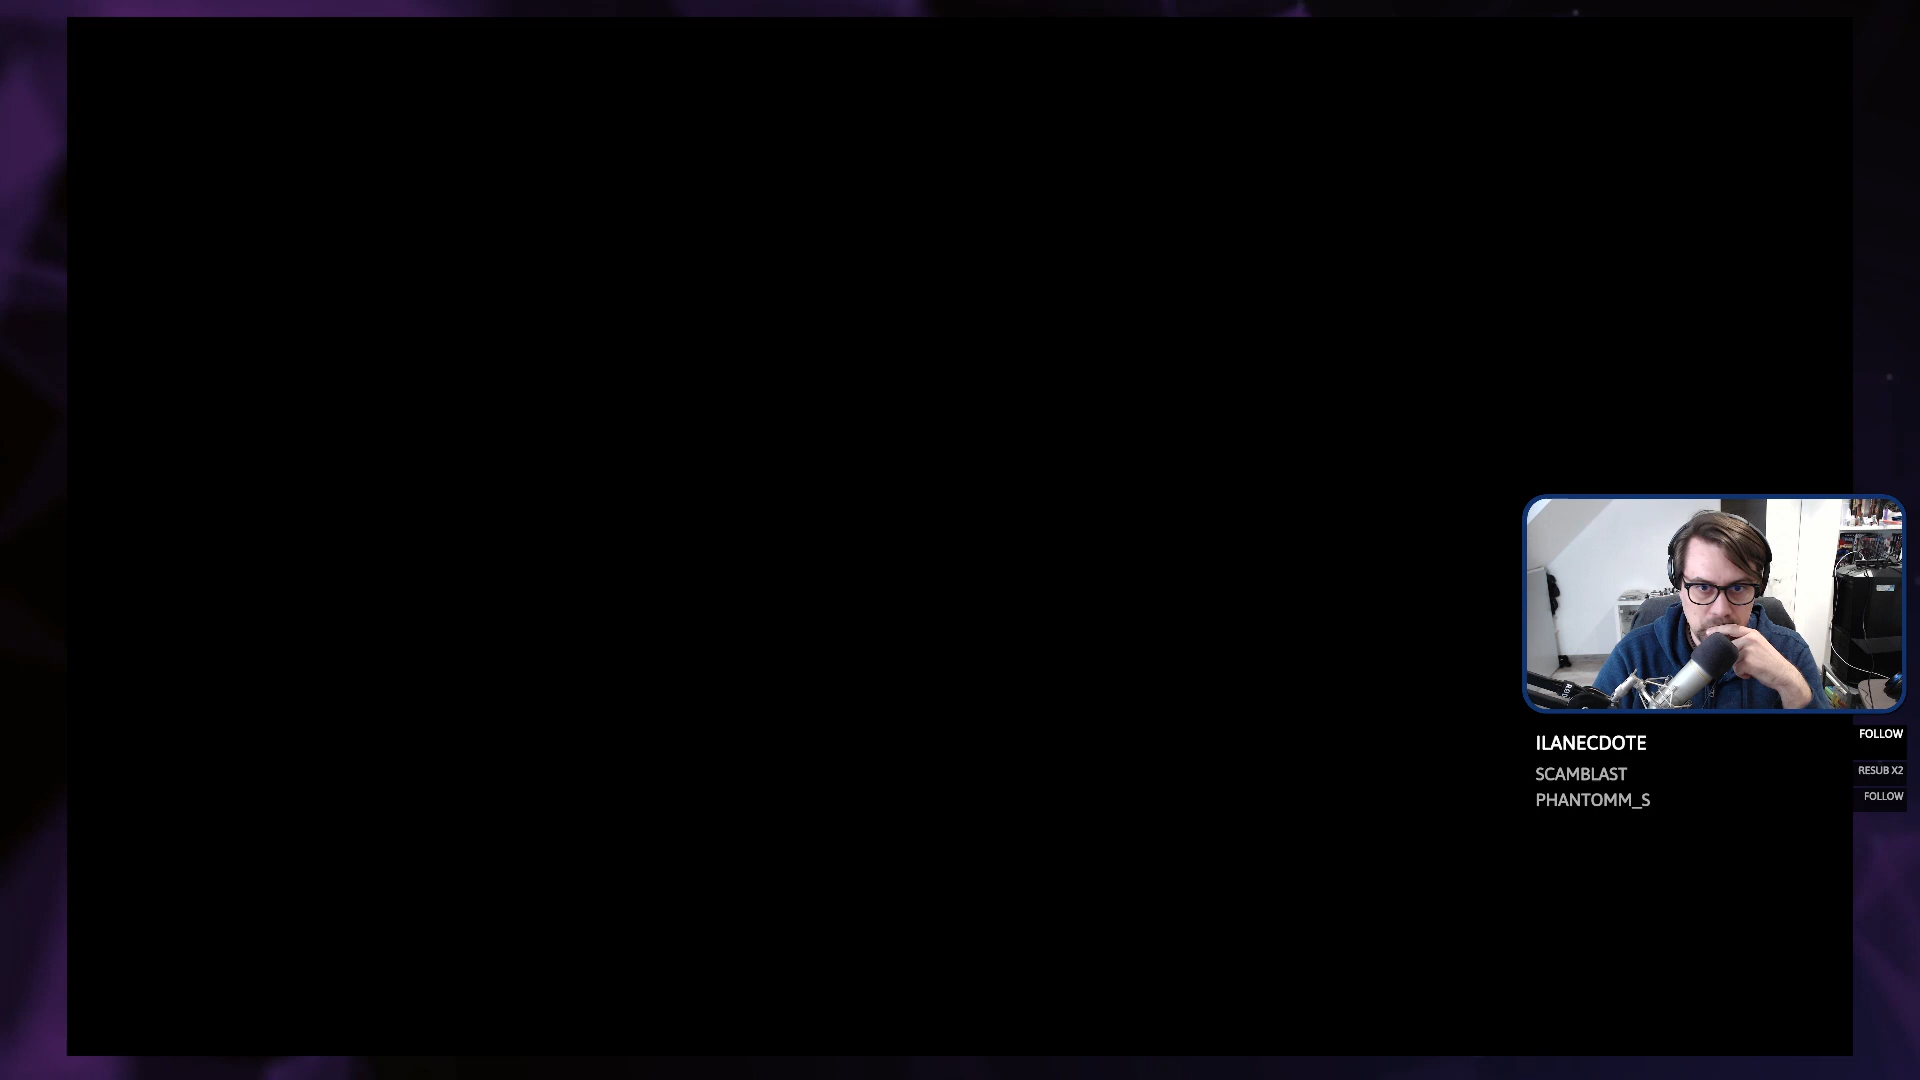 ILANECDOTE
FOLLOW
SCAMBLAST
RESUB X2
PHANTOMM_S
FOLLOW